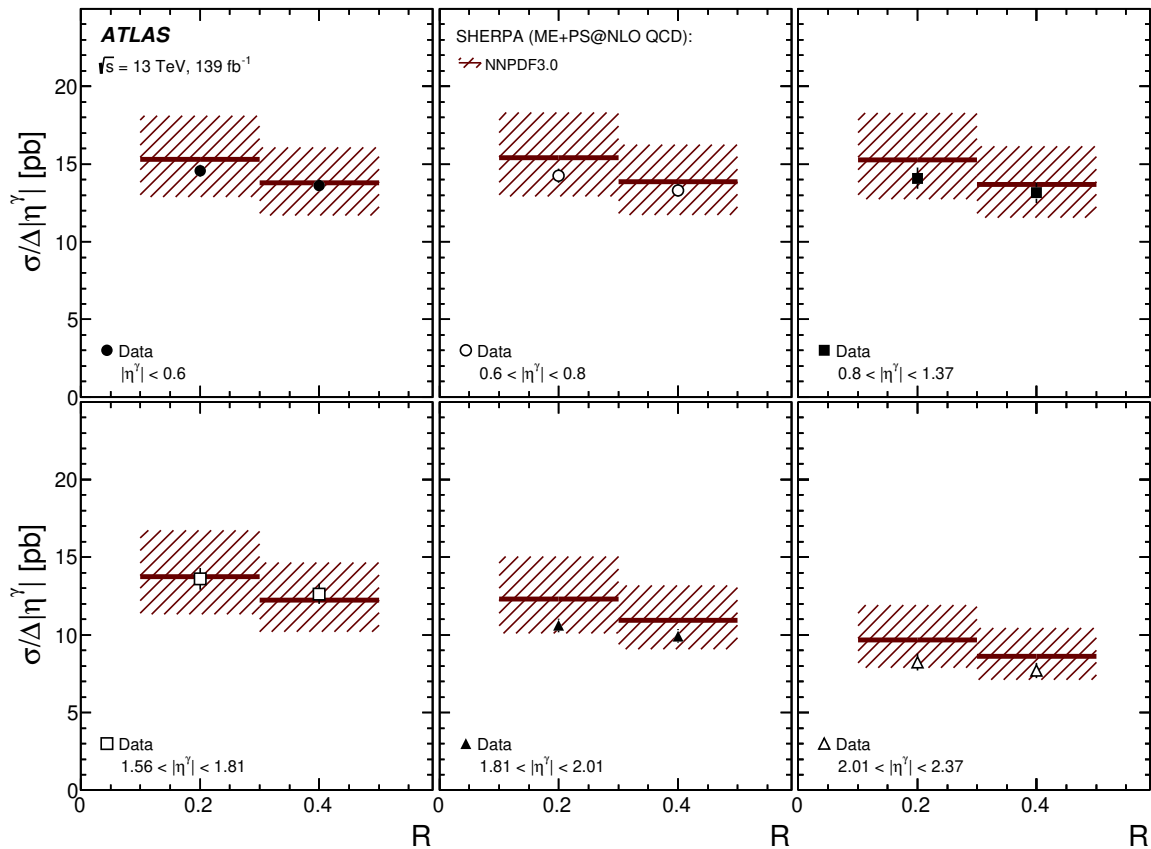 ATLAS
√s = 13 TeV, 139 fb⁻¹
SHERPA (ME+PS@NLO QCD):
NNPDF3.0
σ/Δ|η^γ| [pb]
20
15
10
5
0
Data
|η^γ| < 0.6
Data
0.6 < |η^γ| < 0.8
Data
0.8 < |η^γ| < 1.37
σ/Δ|η^γ| [pb]
20
15
10
5
0
Data
1.56 < |η^γ| < 1.81
Data
1.81 < |η^γ| < 2.01
Data
2.01 < |η^γ| < 2.37
0 0.2 0.4
0 0.2 0.4
0 0.2 0.4
R
R
R